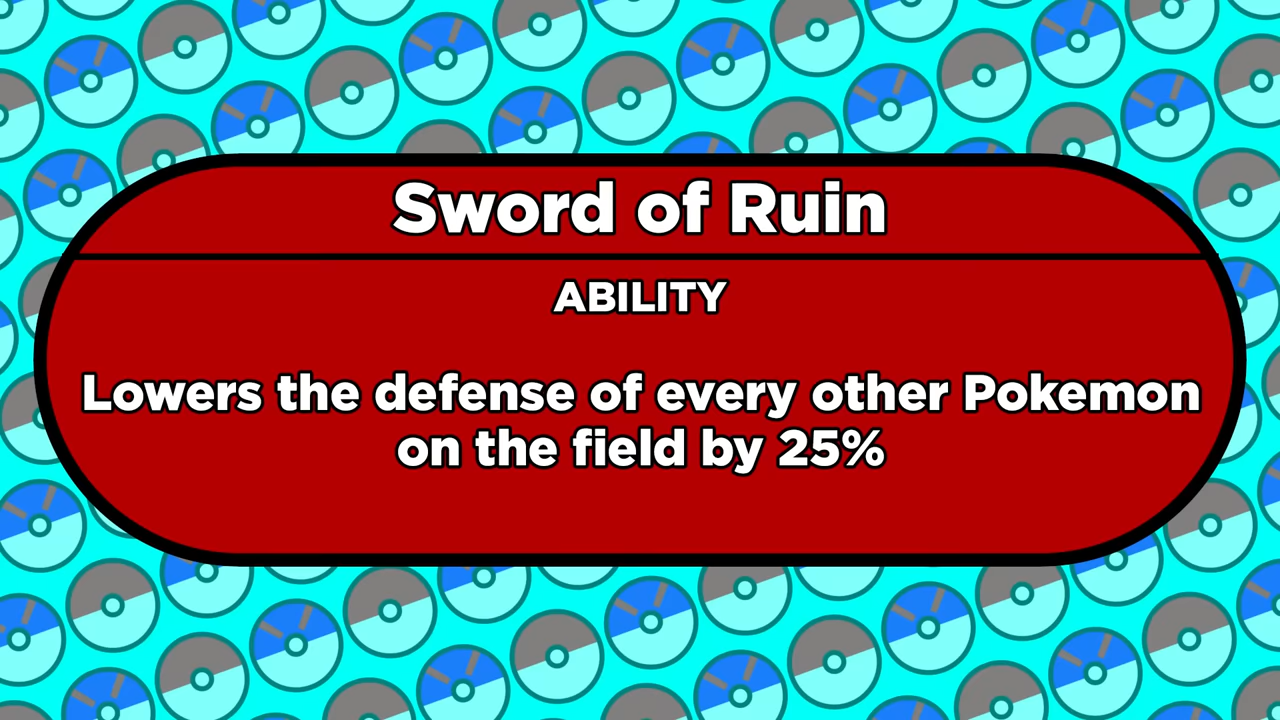 Sword of Ruin
ABILITY
Lowers the defense of every other Pokemon
on the field by 25%